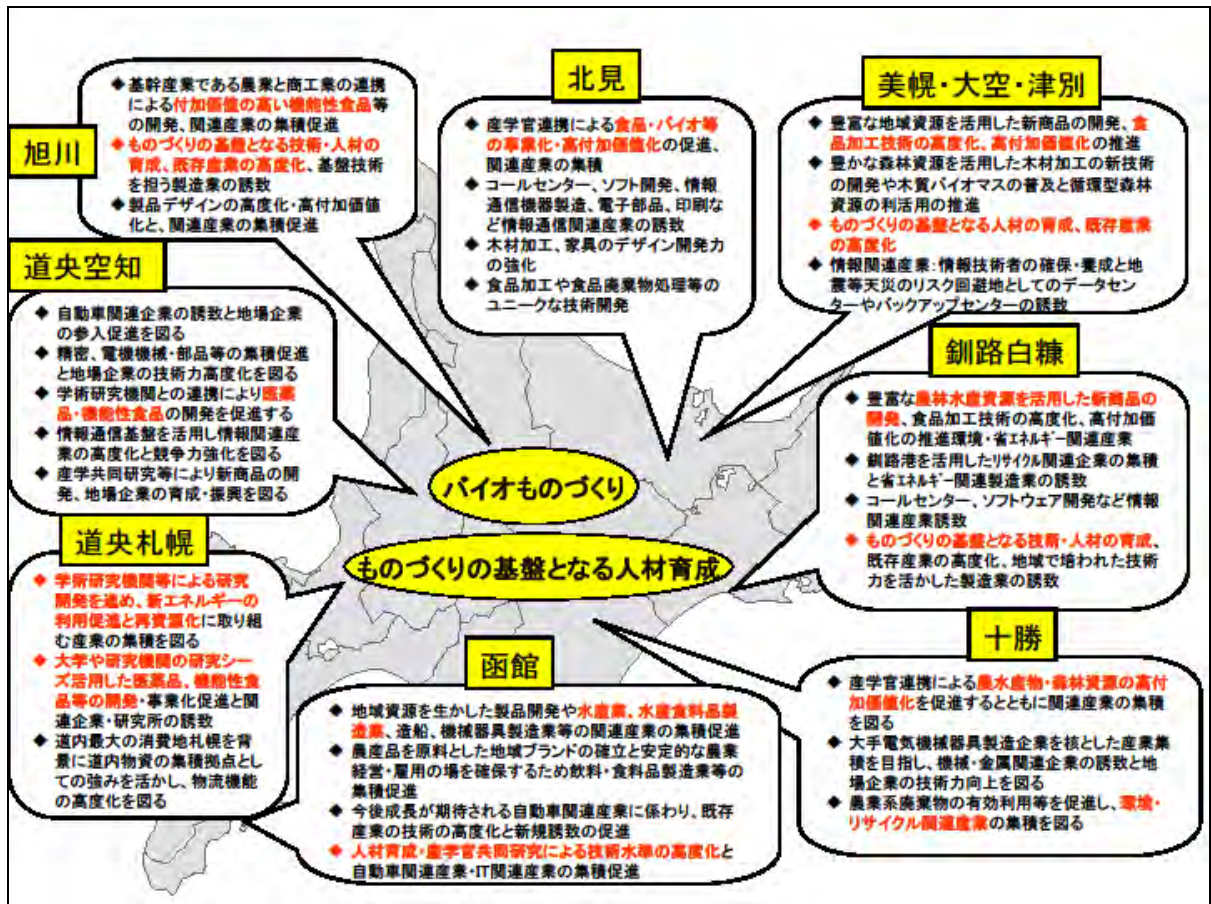 旭川
◆基幹産業である農業と商工業の連携
による付加価値の高い機能性食品等
の開発、関連産業の集積促進
◆ものづくりの基盤となる技術・人材の
育成、既存産業の高度化、基盤技術
を担う製造業の誘致
◆製品デザインの高度化・高付加価値
化と、関連産業の集積促進
北見
◆産学官連携による食品・バイオ等
の事業化・高付加価値化の促進、
関連産業の集積
◆コールセンター、ソフト開発、情報
通信機器製造、電子部品、印刷な
ど情報通信関連産業の誘致
◆木材加工、家具のデザイン開発力
の強化
◆食品加工や食品廃棄物処理等の
ユニークな技術開発
美幌・大空・津別
◆豊富な地域資源を活用した新商品の開発、食
品加工技術の高度化、高付加価値化の推進
◆豊かな森林資源を活用した木材加工の新技術
の開発や木質バイオマスの普及と循環型森林
資源の利活用の推進
◆ものづくりの基盤となる人材の育成、既存産業
の高度化
◆情報関連産業:情報技術者の確保・養成と地
震等天災のリスク回避地としてのデータセン
ターやバックアップセンターの誘致
道央空知
◆自動車関連企業の誘致と地場企業
の参入促進を図る
◆精密、電機機械・部品等の集積促進
と地場企業の技術力高度化を図る
◆学術研究機関との連携により医薬
品・機能性食品の開発を促進する
◆情報通信基盤を活用し情報関連産
業の高度化と競争力強化を図る
◆産学共同研究等により新商品の開
発、地場企業の育成・振興を図る
釧路白糠
◆豊富な農林水産資源を活用した新商品の
開発、食品加工技術の高度化、高付加価
値化の推進環境・省エネルギー関連産業
◆釧路港を活用したリサイクル関連企業の集積
と省エネルギー関連製造業の誘致
◆コールセンター、ソフトウェア開発など情報
関連産業誘致
◆ものづくりの基盤となる技術・人材の育成、
既存産業の高度化、地域で培われた技術
力を活かした製造業の誘致
バイオものづくり
ものづくりの基盤となる人材育成
道央札幌
◆学術研究機関等による研究
開発を進め、新エネルギーの
利用促進と再資源化に取り組
む産業の集積を図る
◆大学や研究機関の研究シー
ズ活用した医薬品、機能性食
品等の開発・事業化促進と関
連企業・研究所の誘致
◆道内最大の消費地札幌を背
景に道内物資の集積拠点とし
ての強みを活かし、物流機能
の高度化を図る
函館
◆地域資源を生かした製品開発や水産業、水産食料品製
造業、造船、機械器具製造業等の関連産業の集積促進
◆農産品を原料とした地域ブランドの確立と安定的な農業
経営・雇用の場を確保するため飲料・食料品製造業等の
集積促進
◆今後成長が期待される自動車関連産業に係わり、既存
産業の技術の高度化と新規誘致の促進
◆人材育成・産学官共同研究による技術水準の高度化と
自動車関連産業・IT関連産業の集積促進
十勝
◆産学官連携による農水産物・森林資源の高付
加価値化を促進するとともに関連産業の集積
を図る
◆大手電気機械器具製造企業を核とした産業集
積を目指し、機械・金属関連企業の誘致と地
場企業の技術力向上を図る
◆農業系廃棄物の有効利用等を促進し、環境・
リサイクル関連産業の集積を図る